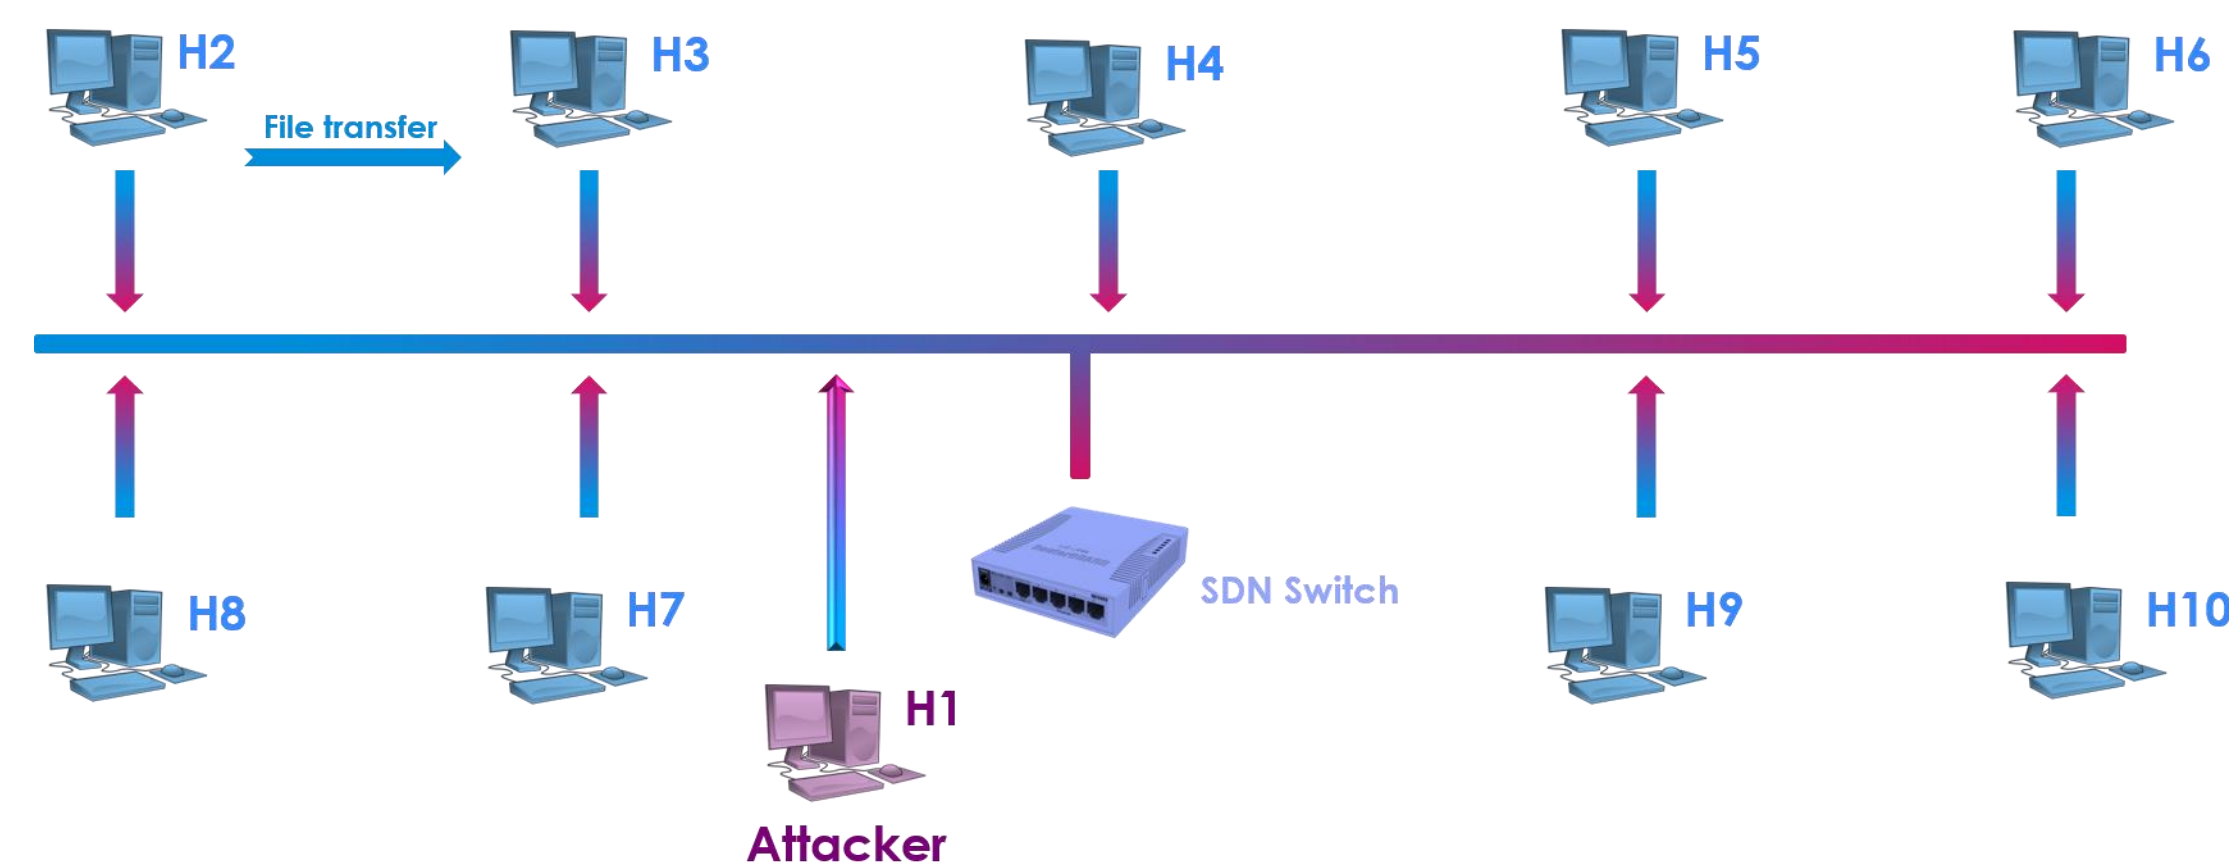 H2
H3
H4
H5
H6
File transfer
SDN Switch
H8
H7
H9
H10
H1
Attacker